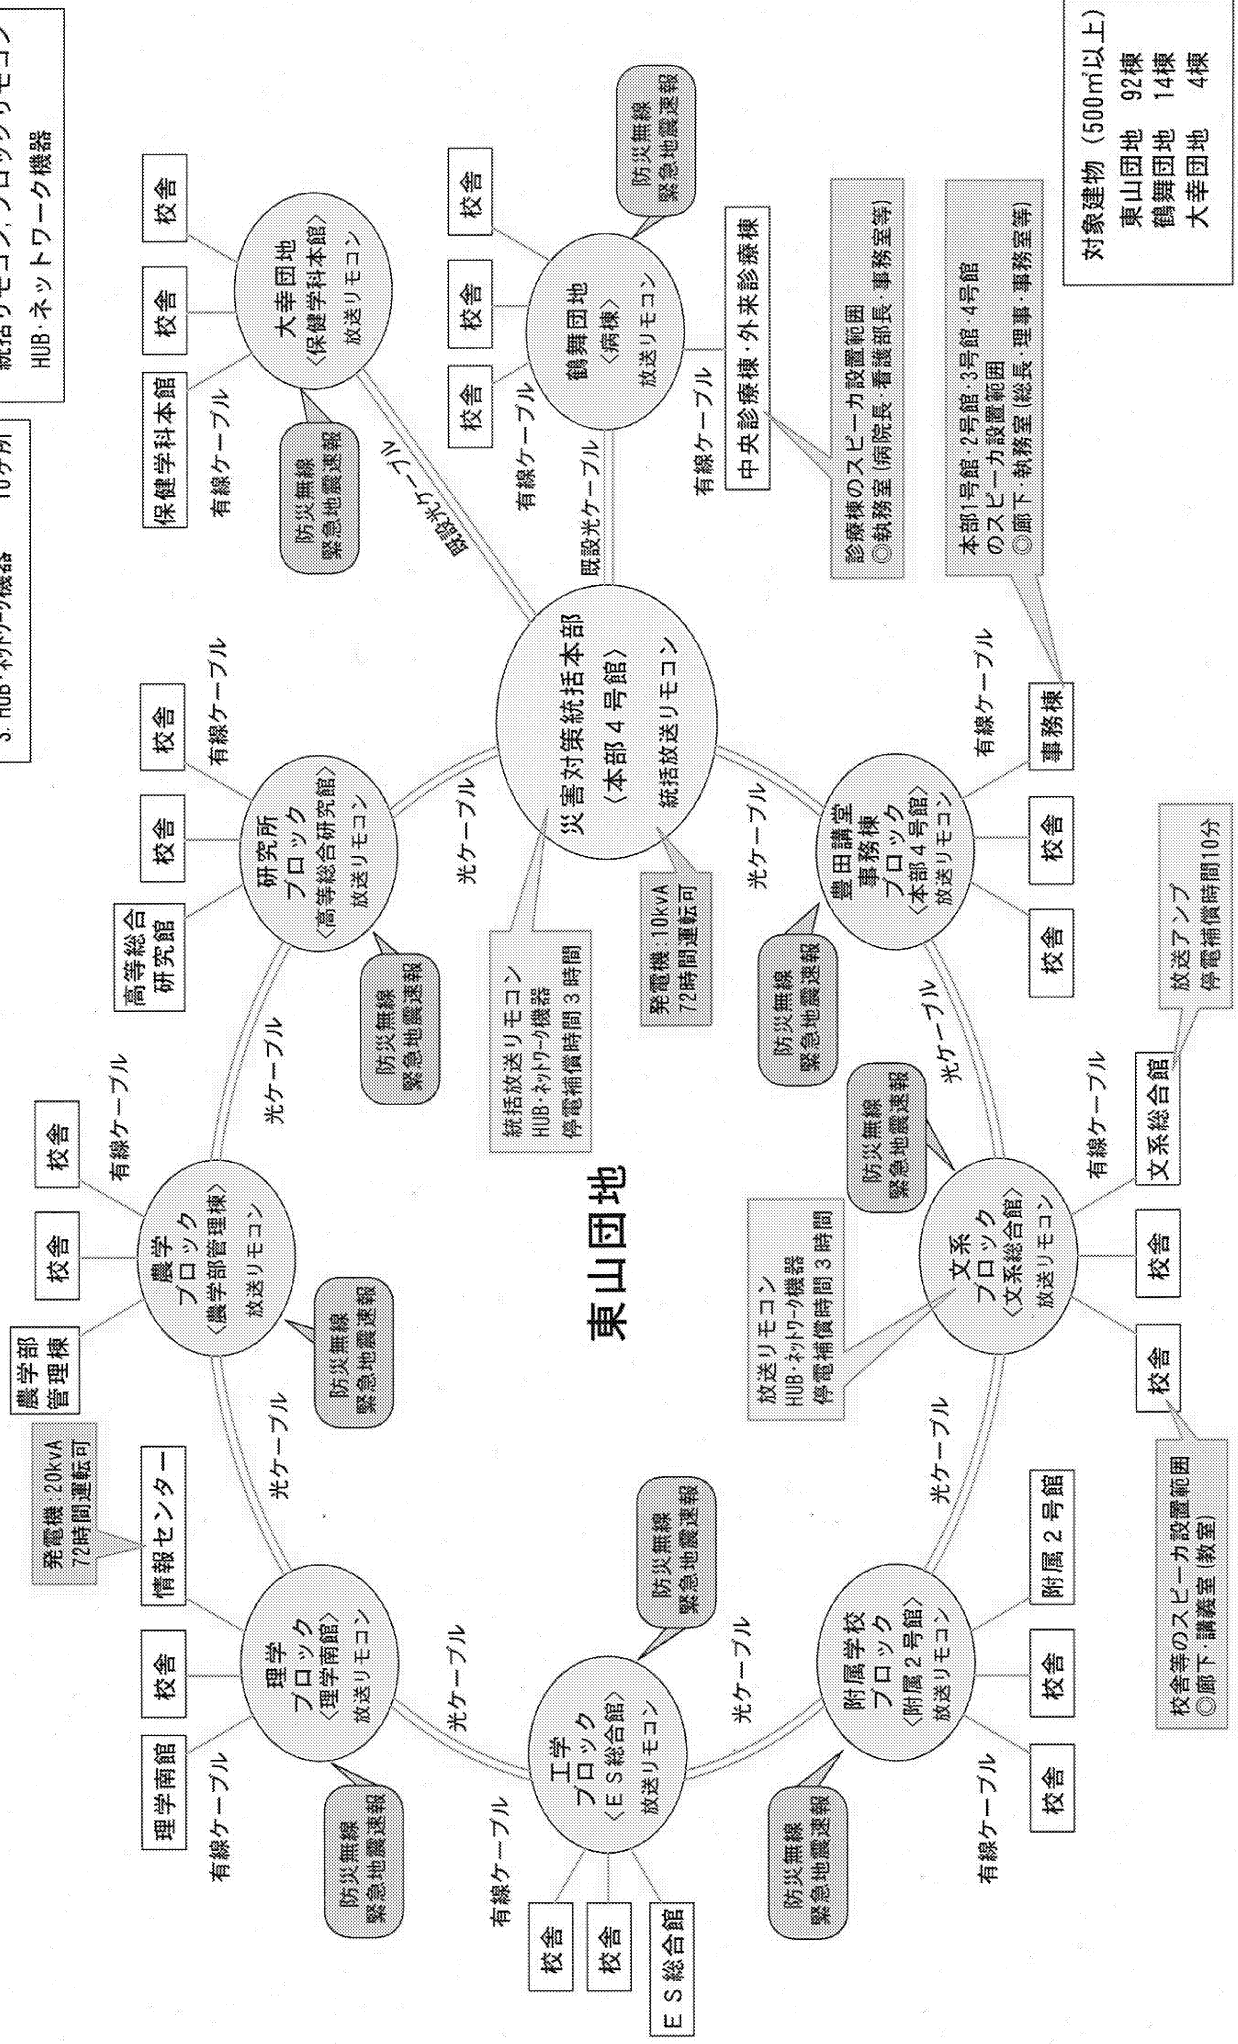 統括リモコン，ブロックリモコン
HUB・ネットワーク機器
3. HUB・ネットワーク機器　10ヶ所
保健学科本館
校舎
校舎
有線ケーブル
大幸団地
〈保健学科本館〉
放送リモコン
防災無線
緊急地震速報
既設光ケーブル
校舎
校舎
校舎
有線ケーブル
鶴舞団地
〈病棟〉
放送リモコン
防災無線
緊急地震速報
既設光ケーブル
有線ケーブル
中央診療棟・外来診療棟
診療棟のスピーカ設置範囲
◎執務室（病院長・看護部長・事務室等）
災害対策統括本部
〈本部４号館〉
統括放送リモコン
統括放送リモコン
HUB・ネットワーク機器
停電補償時間３時間
発電機：10kVA
72時間運転可
高等総合
研究館
校舎
校舎
有線ケーブル
研究所
ブロック
〈高等総合研究館〉
放送リモコン
防災無線
緊急地震速報
光ケーブル
光ケーブル
農学部
管理棟
校舎
校舎
有線ケーブル
農学
ブロック
〈農学部管理棟〉
放送リモコン
防災無線
緊急地震速報
光ケーブル
発電機：20kVA
72時間運転可
理学南館
校舎
情報センター
有線ケーブル
理学
ブロック
〈理学南館〉
放送リモコン
防災無線
緊急地震速報
光ケーブル
東山団地
校舎
校舎
ＥＳ総合館
有線ケーブル
工学
ブロック
〈ＥＳ総合館〉
放送リモコン
防災無線
緊急地震速報
光ケーブル
附属学校
ブロック
〈附属２号館〉
放送リモコン
防災無線
緊急地震速報
有線ケーブル
校舎
校舎
附属２号館
光ケーブル
文系
ブロック
〈文系総合館〉
放送リモコン
防災無線
緊急地震速報
放送リモコン
HUB・ネットワーク機器
停電補償時間３時間
有線ケーブル
校舎
校舎
文系総合館
校舎等のスピーカ設置範囲
◎廊下・講義室（教室）
放送アンプ
停電補償時間10分
光ケーブル
豊田講堂
事務棟
ブロック
〈本部４号館〉
放送リモコン
防災無線
緊急地震速報
光ケーブル
有線ケーブル
校舎
校舎
事務棟
本部1号館・2号館・3号館・4号館
のスピーカ設置範囲
◎廊下・執務室（総長・理事・事務室等）
対象建物（500㎡以上）
東山団地　92棟
鶴舞団地　14棟
大幸団地　4棟